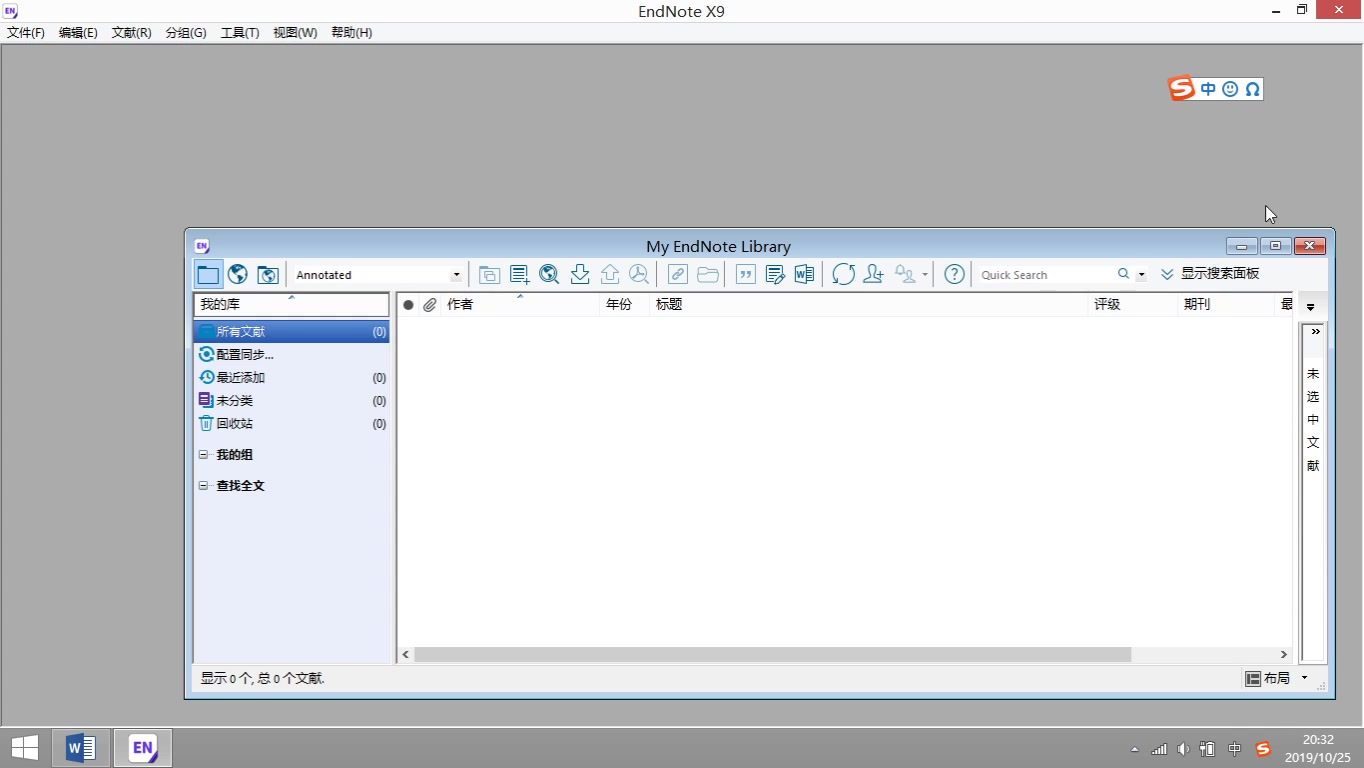 EN
EndNote X9
文件(F) 编辑(E) 文献(R) 分组(G) 工具(T) 视图(W) 帮助(H)
S 中
EN
My EndNote Library
Annotated
Quick Search
显示搜索面板
我的库
作者 年份 标题 评级 期刊 最
所有文献 (0)
配置同步...
最近添加 (0)
未分类 (0)
回收站 (0)
我的组
查找全文
未
选
中
文
献
显示 0 个, 总 0 个文献.
布局
W
EN
中
S
20:32
2019/10/25